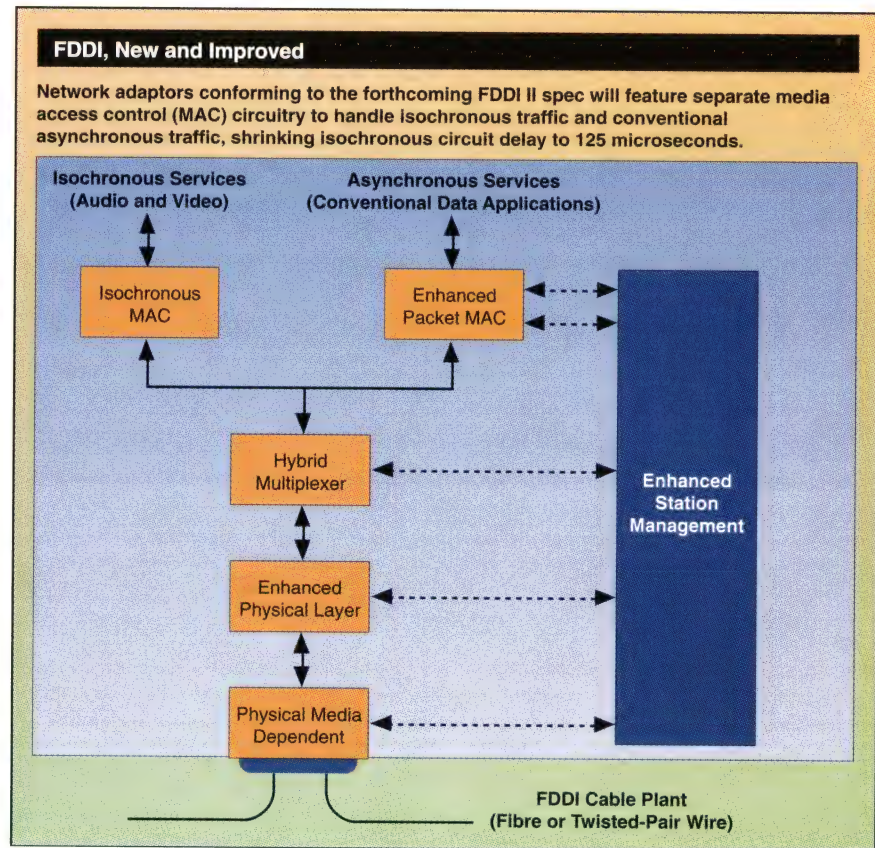 FDDI, New and Improved
Network adaptors conforming to the forthcoming FDDI II spec will feature separate media
access control (MAC) circuitry to handle isochronous traffic and conventional
asynchronous traffic, shrinking isochronous circuit delay to 125 microseconds.
Isochronous Services
(Audio and Video)
Asynchronous Services
(Conventional Data Applications)
Isochronous
MAC
Enhanced
Packet MAC
Hybrid
Multiplexer
Enhanced
Station
Management
Enhanced
Physical Layer
Physical Media
Dependent
FDDI Cable Plant
(Fibre or Twisted-Pair Wire)